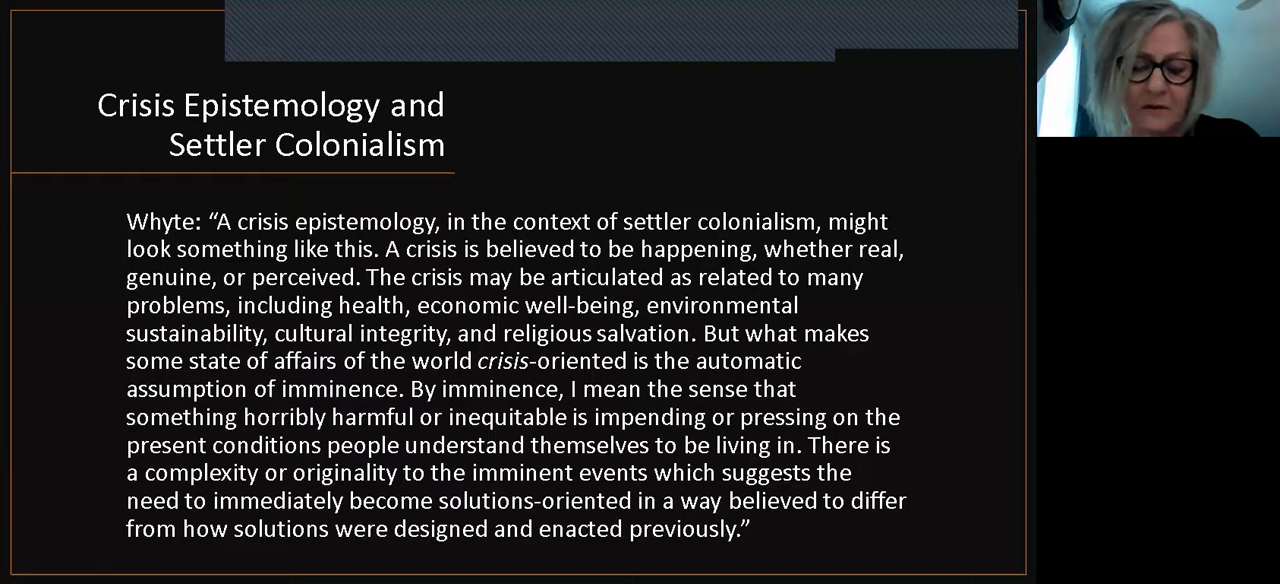 Crisis Epistemology and
Settler Colonialism
Whyte: “A crisis epistemology, in the context of settler colonialism, might
look something like this. A crisis is believed to be happening, whether real,
genuine, or perceived. The crisis may be articulated as related to many
problems, including health, economic well-being, environmental
sustainability, cultural integrity, and religious salvation. But what makes
some state of affairs of the world crisis-oriented is the automatic
assumption of imminence. By imminence, I mean the sense that
something horribly harmful or inequitable is impending or pressing on the
present conditions people understand themselves to be living in. There is
a complexity or originality to the imminent events which suggests the
need to immediately become solutions-oriented in a way believed to differ
from how solutions were designed and enacted previously.”